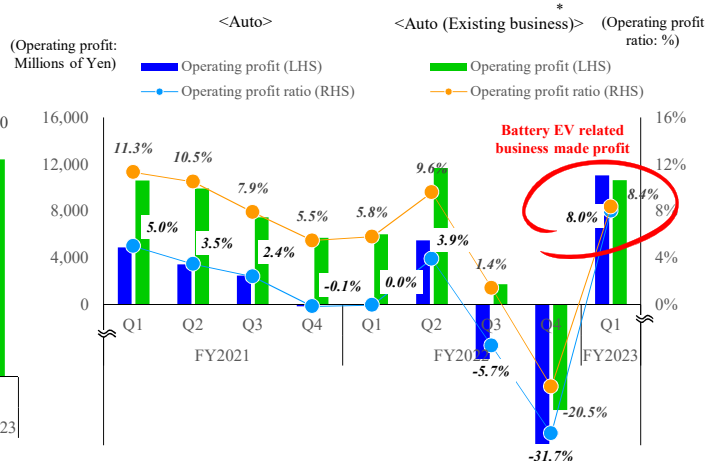 <Auto>
*
<Auto (Existing business)>
(Operating profit:
Millions of Yen)
(Operating profit
ratio: %)
Operating profit (LHS)
Operating profit ratio (RHS)
Operating profit (LHS)
Operating profit ratio (RHS)
16,000
12,000
8,000
4,000
0
16%
12%
8%
4%
0%
Battery EV related
business made profit
11.3%
10.5%
7.9%
5.5%
5.8%
9.6%
1.4%
-20.5%
8.4%
5.0%
3.5%
2.4%
-0.1%
0.0%
3.9%
-5.7%
-31.7%
8.0%
Q1
Q2
Q3
Q4
Q1
Q2
Q3
Q4
Q1
FY2021
FY2022
FY2023
0
23